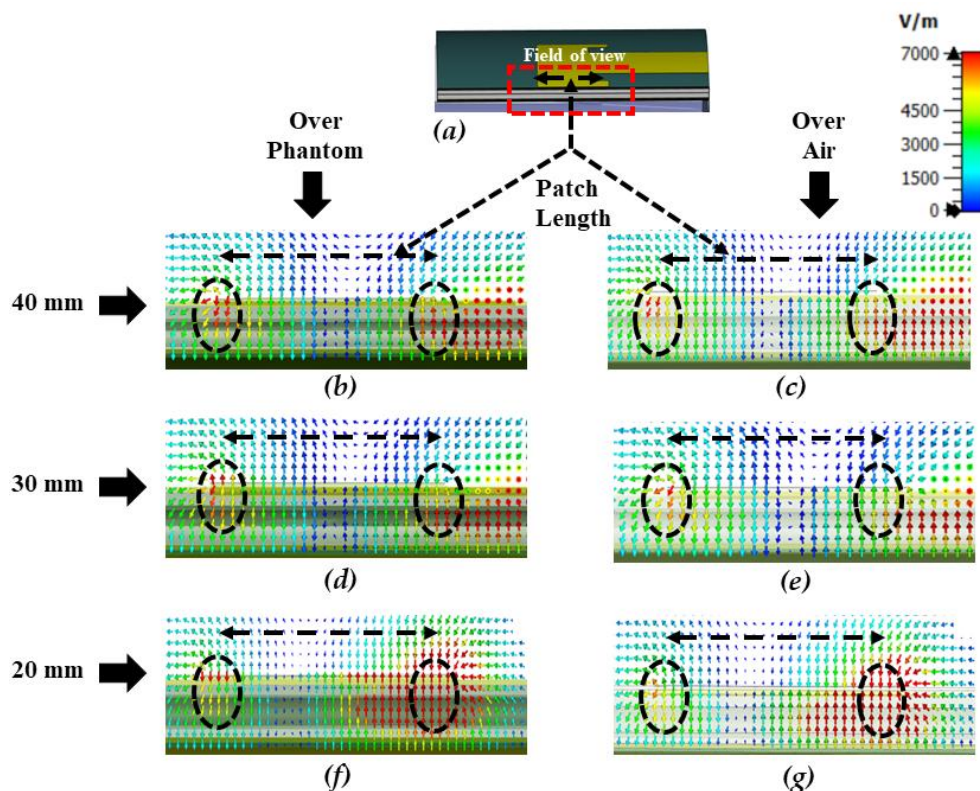 V/m
7000
4500
3000
1500
0
Field of view
(a)
Over
Phantom
Over
Air
Patch
Length
40 mm
(b)
(c)
30 mm
(d)
(e)
20 mm
(f)
(g)